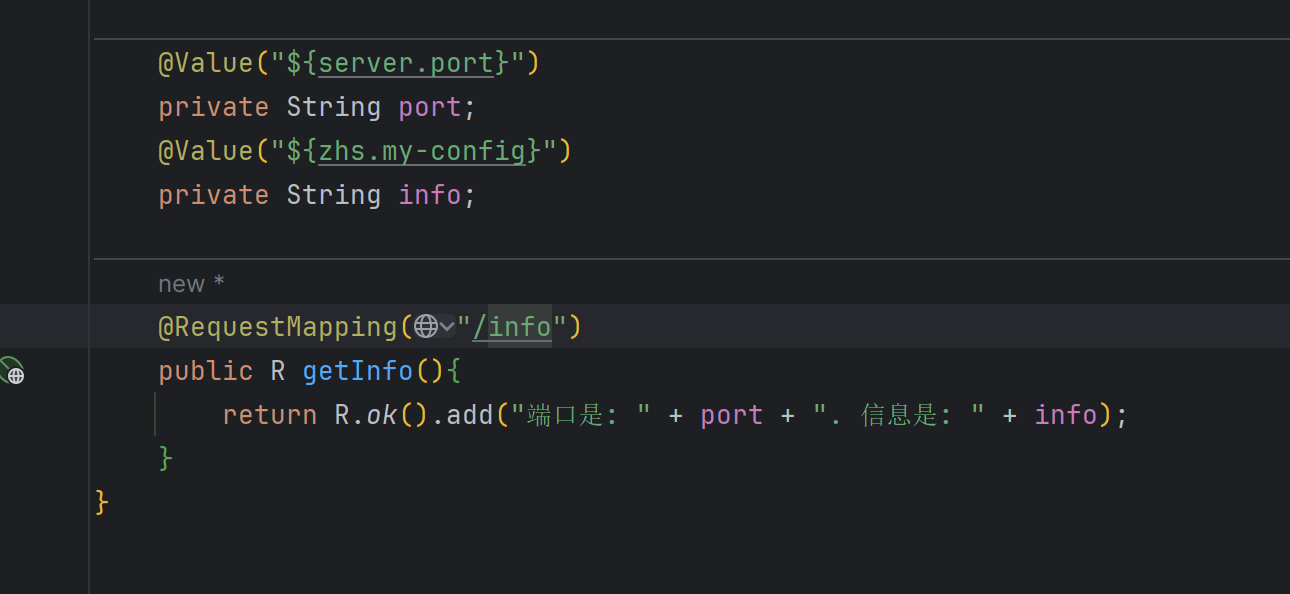 @Value("${server.port}")
private String port;
@Value("${zhs.my-config}")
private String info;
new *
@RequestMapping("/info")
public R getInfo(){
return R.ok().add("端口是: " + port + ". 信息是: " + info);
}
}